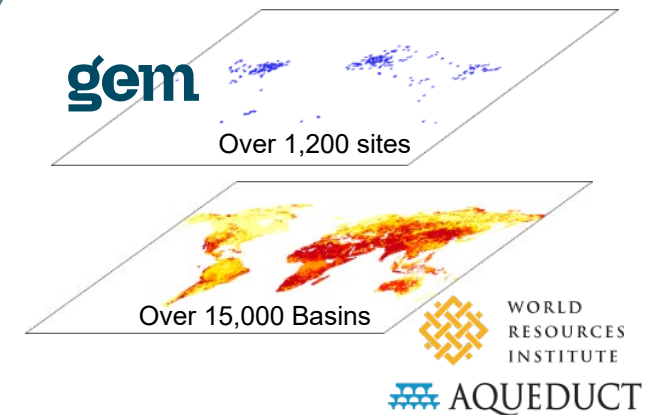 gem
Over 1,200 sites
Over 15,000 Basins
WORLD
RESOURCES
INSTITUTE
AQUEDUCT